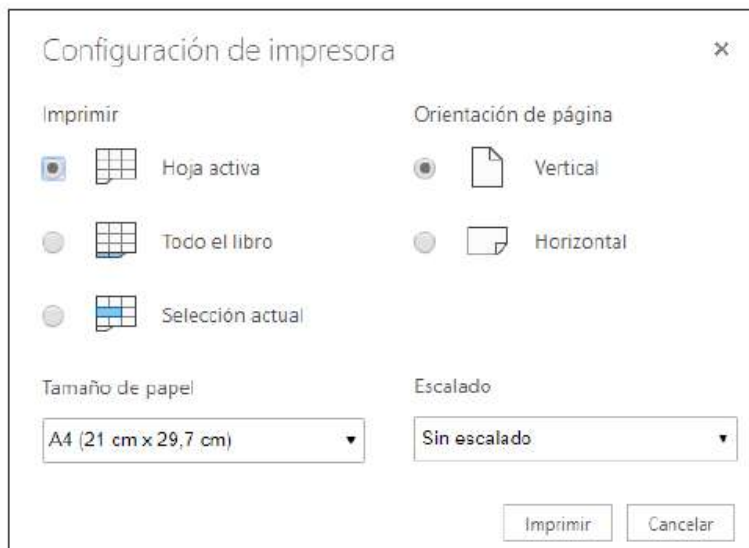 Configuración de impresora
Imprimir
Hoja activa
Todo el libro
Selección actual
Orientación de página
Vertical
Horizontal
Tamaño de papel
A4 (21 cm x 29,7 cm)
Escalado
Sin escalado
Imprimir
Cancelar